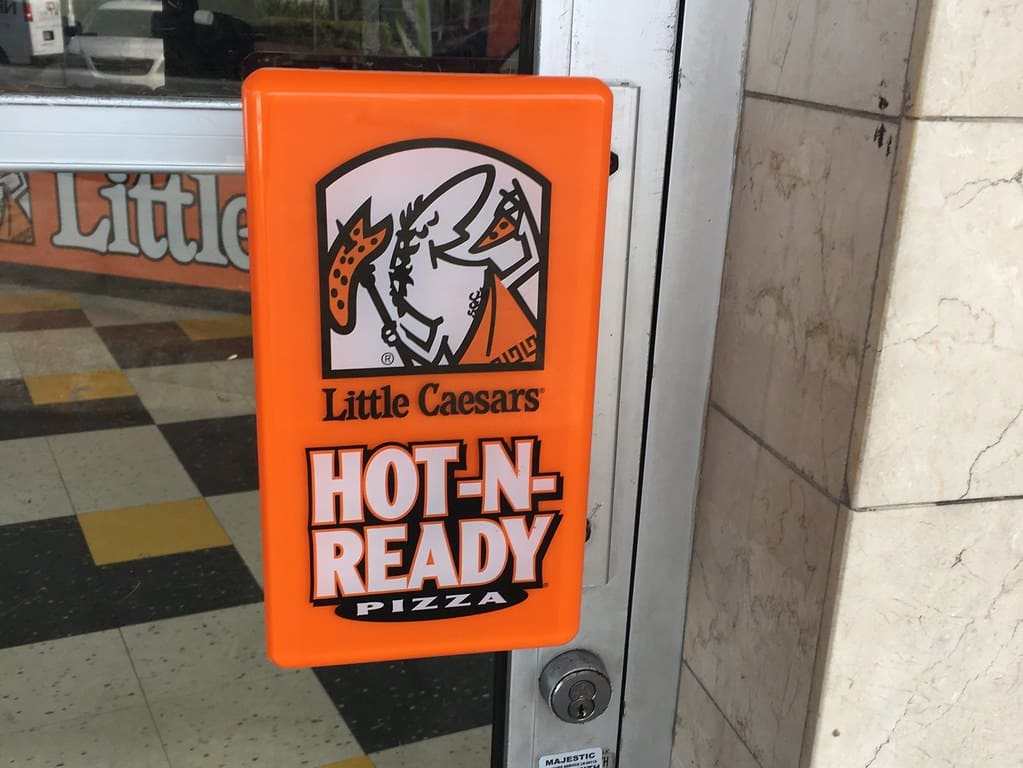 Little
®
Little Caesars®
HOT-N-
READY
PIZZA
MAJESTIC